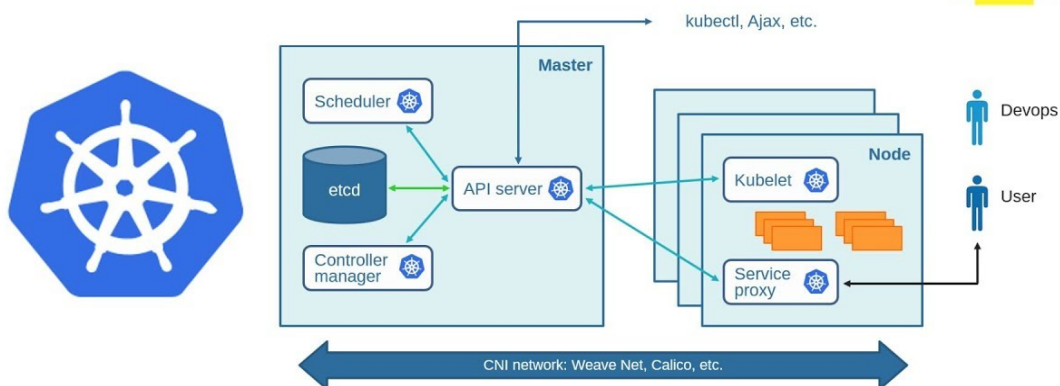 kubectl, Ajax, etc.
Master
Scheduler
etcd
API server
Controller
manager
Node
Kubelet
Service
proxy
Devops
User
CNI network: Weave Net, Calico, etc.